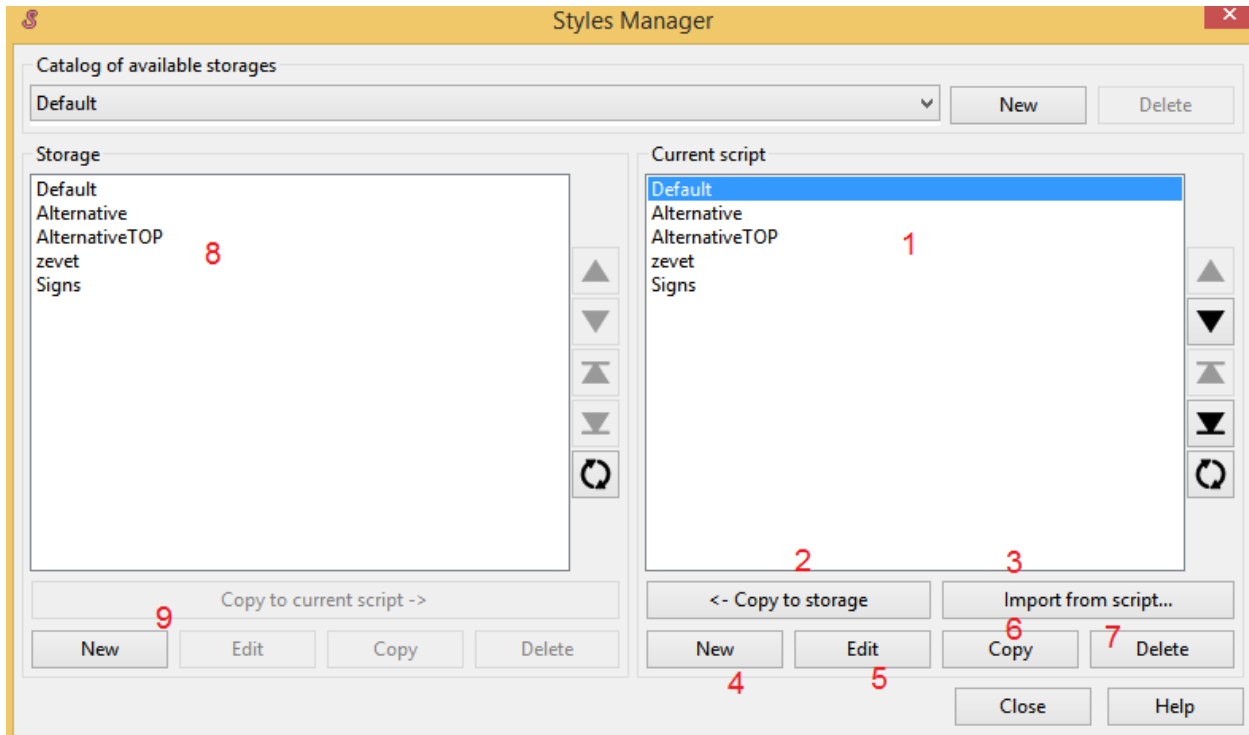 Styles Manager
Catalog of available storages
Default
New
Delete
Storage
Default
Alternative
AlternativeTOP
zevet
Signs
8
Copy to current script ->
9
New
Edit
Copy
Delete
Current script
Default
Alternative
AlternativeTOP
zevet
Signs
1
2
3
<- Copy to storage
Import from script...
6
7
New
Edit
Copy
Delete
4
5
Close
Help